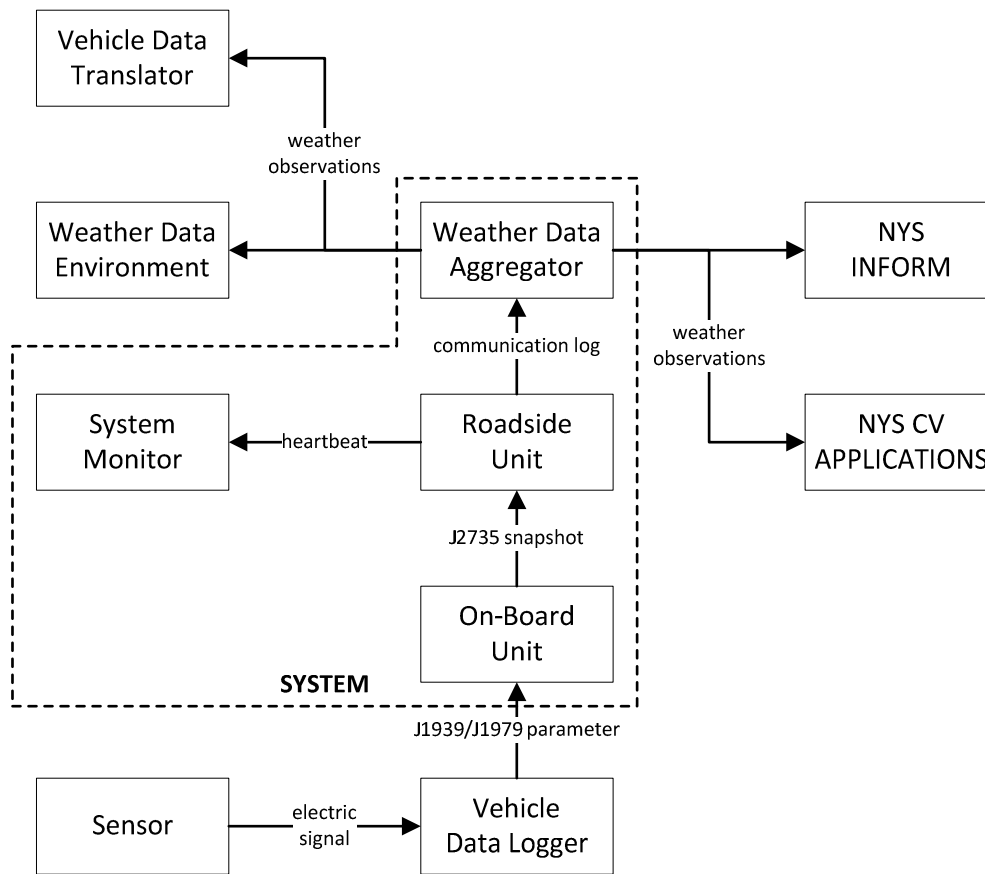 Vehicle Data
Translator
weather
observations
Weather Data
Environment
Weather Data
Aggregator
NYS
INFORM
communication log
weather
observations
System
Monitor
heartbeat
Roadside
Unit
NYS CV
APPLICATIONS
J2735 snapshot
On-Board
Unit
SYSTEM
J1939/J1979 parameter
Sensor
electric
signal
Vehicle
Data Logger